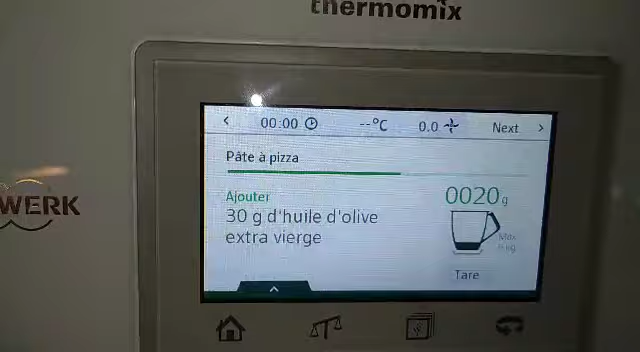 thermomix
WERK
00:00 --°C 0.0 Next
Pâte à pizza
Ajouter
30 g d'huile d'olive
extra vierge
0020 g
Max
Tare